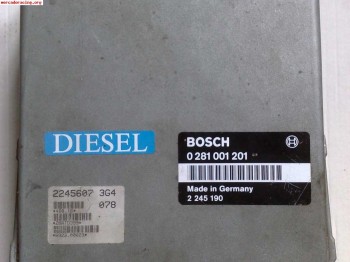 mercadoracing.org
DIESEL
BOSCH
0 281 001 201
Made in Germany
2 245 190
2245607 3G4
078